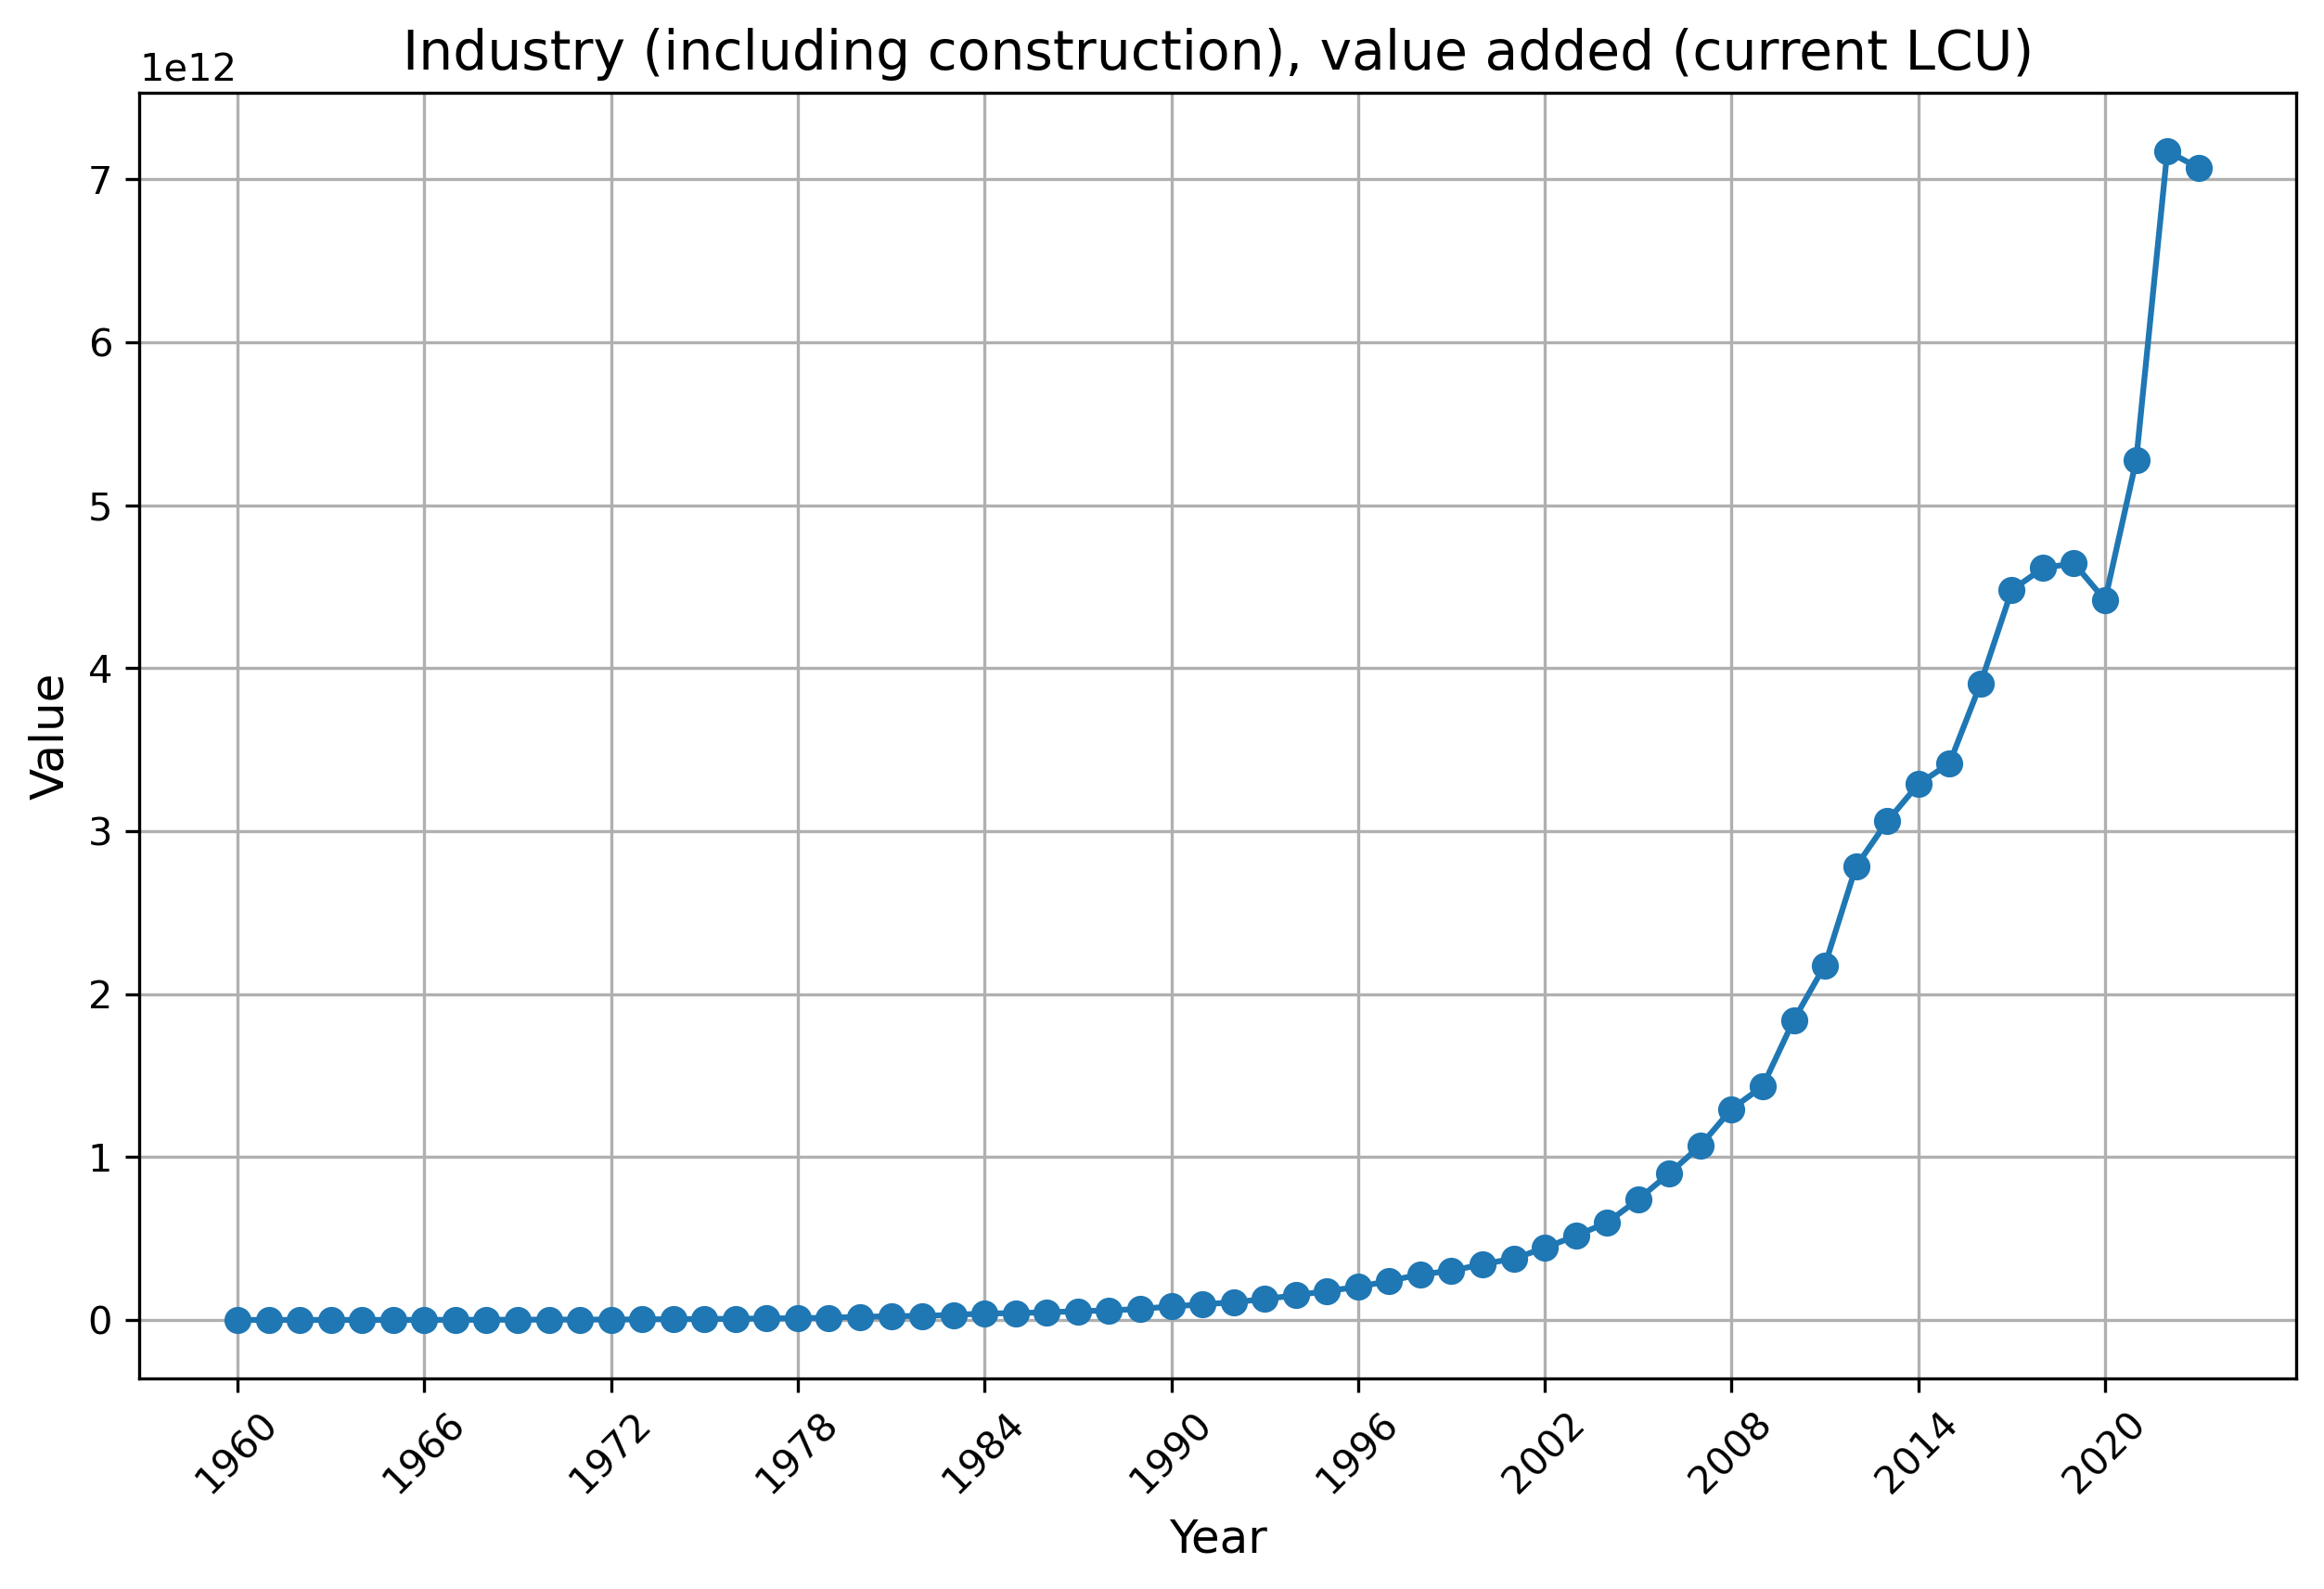 Industry (including construction), value added (current LCU)
1e12
7
6
5
4
3
2
1
0
Value
1960 1966 1972 1978 1984 1990 1996 2002 2008 2014 2020
Year